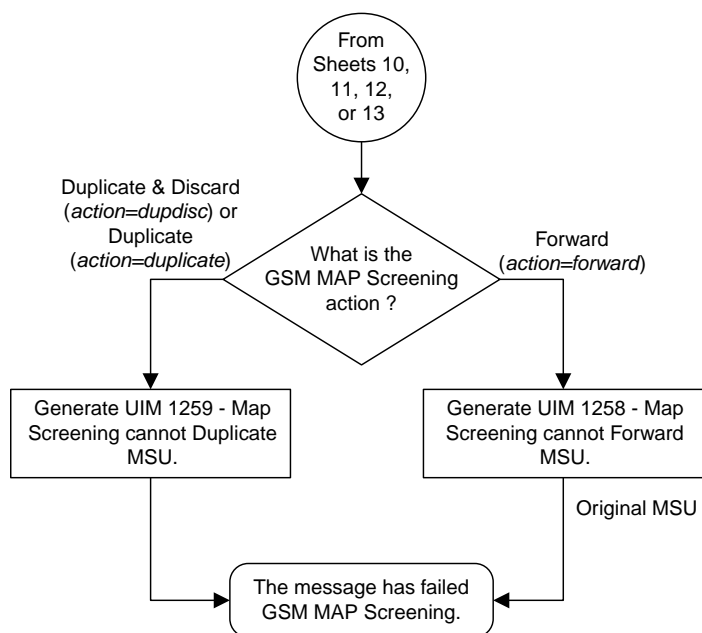 From
Sheets 10,
11, 12,
or 13
Duplicate & Discard
(action=dupdisc) or
Duplicate
(action=duplicate)
What is the
GSM MAP Screening
action ?
Forward
(action=forward)
Generate UIM 1259 - Map
Screening cannot Duplicate
MSU.
Generate UIM 1258 - Map
Screening cannot Forward
MSU.
Original MSU
The message has failed
GSM MAP Screening.